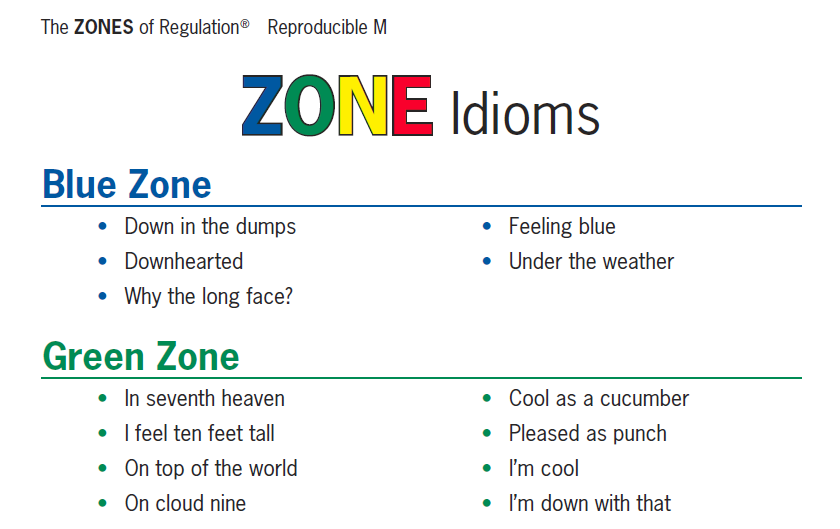 The ZONES of Regulation® Reproducible M
ZONE Idioms
Blue Zone
• Down in the dumps
• Downhearted
• Why the long face?
• Feeling blue
• Under the weather
Green Zone
• In seventh heaven
• I feel ten feet tall
• On top of the world
• On cloud nine
• Cool as a cucumber
• Pleased as punch
• I'm cool
• I'm down with that